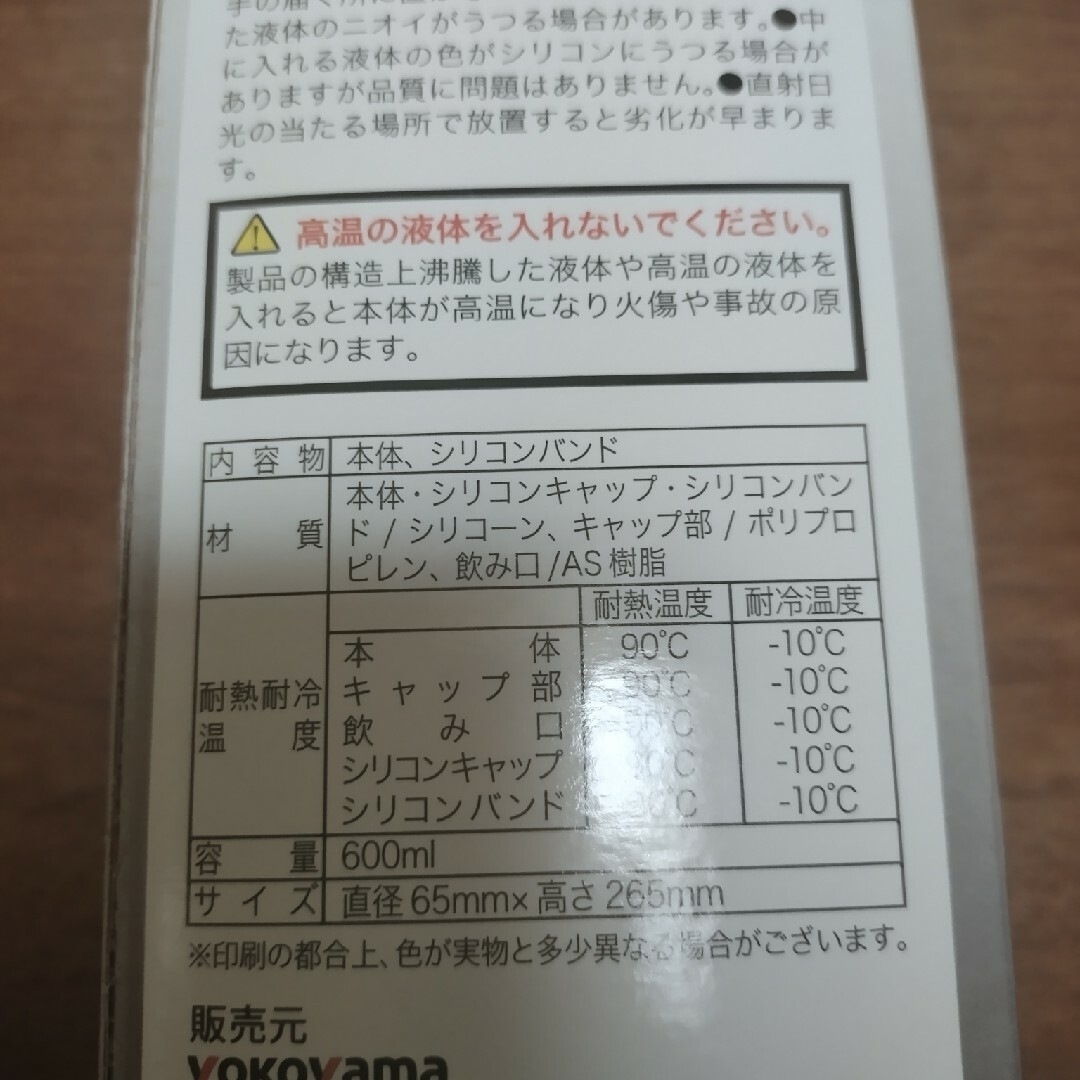 た液体のニオイがうつる場合があります。●中
に入れる液体の色がシリコンにうつる場合が
ありますが品質に問題はありません。●直射日
光の当たる場所で放置すると劣化が早まりま
す。
高温の液体を入れないでください。
製品の構造上沸騰した液体や高温の液体を
入れると本体が高温になり火傷や事故の原
因になります。
内容物 本体、シリコンバンド
材質 本体・シリコンキャップ・シリコンバン
ド / シリコーン、キャップ部 / ポリプロ
ピレン、飲み口 /AS 樹脂
耐熱耐冷温度 耐熱温度 耐冷温度
本体 90℃ -10℃
キャップ部 90℃ -10℃
飲み口 -10℃
シリコンキャップ -10℃
シリコンバンド -10℃
容量 600ml
サイズ 直径 65mm× 高さ 265mm
※印刷の都合上、色が実物と多少異なる場合がございます。
販売元
yokoyama